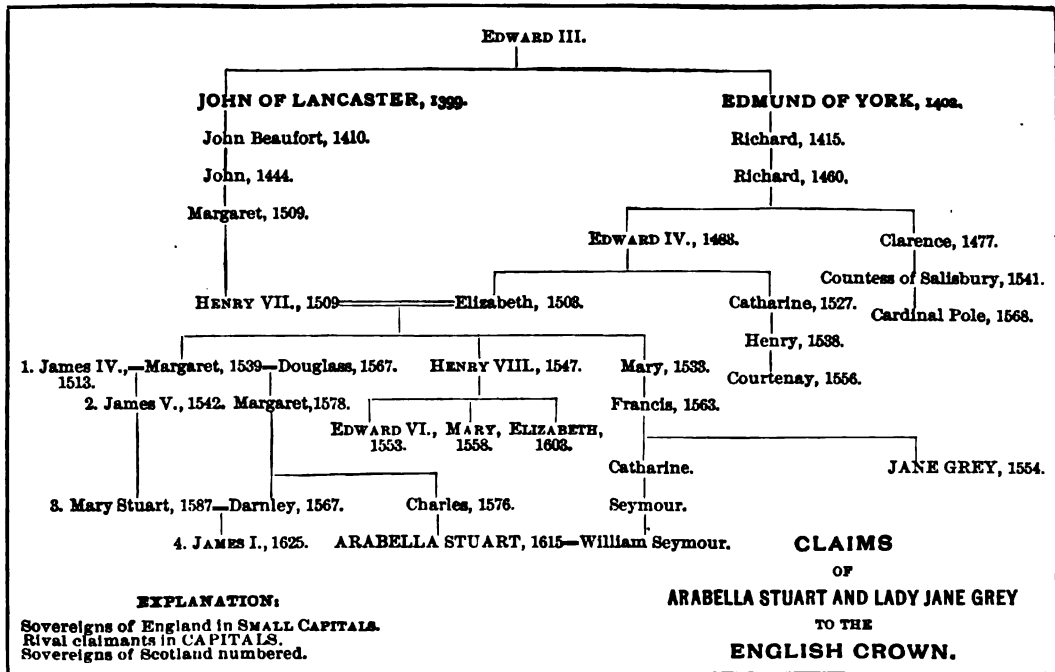 EDWARD III.
JOHN OF LANCASTER, 1399. EDMUND OF YORK, 1402.
John Beaufort, 1410. Richard, 1415.
John, 1444. Richard, 1460.
Margaret, 1509.
EDWARD IV., 1483. Clarence, 1477.
Countess of Salisbury, 1541.
HENRY VII., 1509 Elizabeth, 1503. Catharine, 1527.
Cardinal Pole, 1568.
Henry, 1538.
1. James IV.,—Margaret, 1539—Douglass, 1567. HENRY VIII., 1547. Mary, 1533.
1513. Courtenay, 1556.
2. James V., 1542. Margaret, 1578. Francis, 1563.
EDWARD VI., MARY, ELIZABETH,
1553. 1558. 1603.
Catharine. JANE GREY, 1554.
3. Mary Stuart, 1587—Darnley, 1567. Charles, 1576. Seymour.
4. JAMES I., 1625. ARABELLA STUART, 1615—William Seymour.
CLAIMS
OF
ARABELLA STUART AND LADY JANE GREY
TO THE
ENGLISH CROWN.
EXPLANATION:
Sovereigns of England in SMALL CAPITALS.
Rival claimants in CAPITALS.
Sovereigns of Scotland numbered.